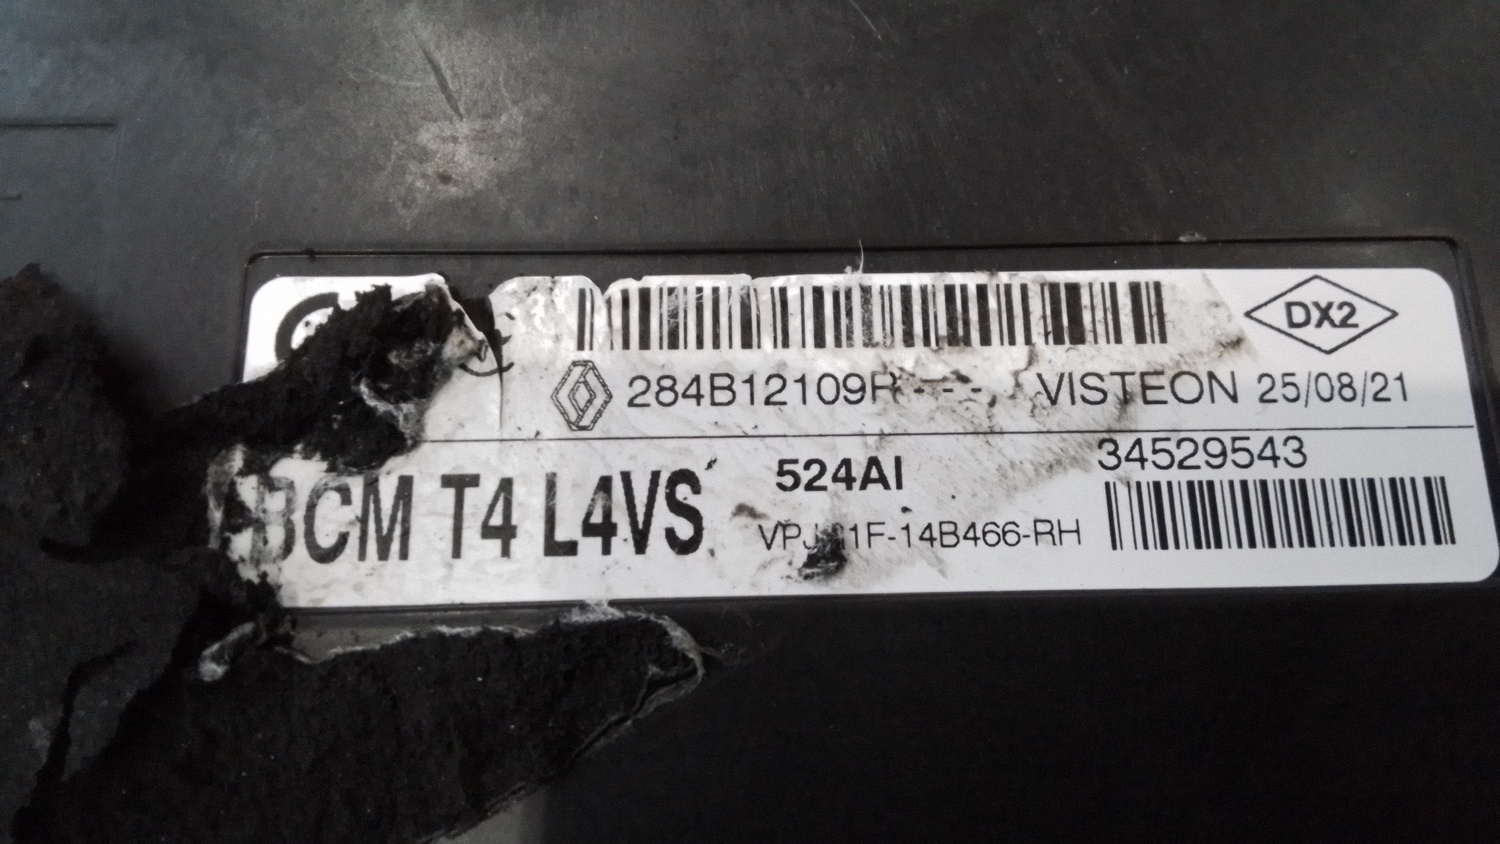 DX2
284B12109R - - - VISTEON 25/08/21
34529543
BCM T4 L4VS 524AI
1F-14B466-RH